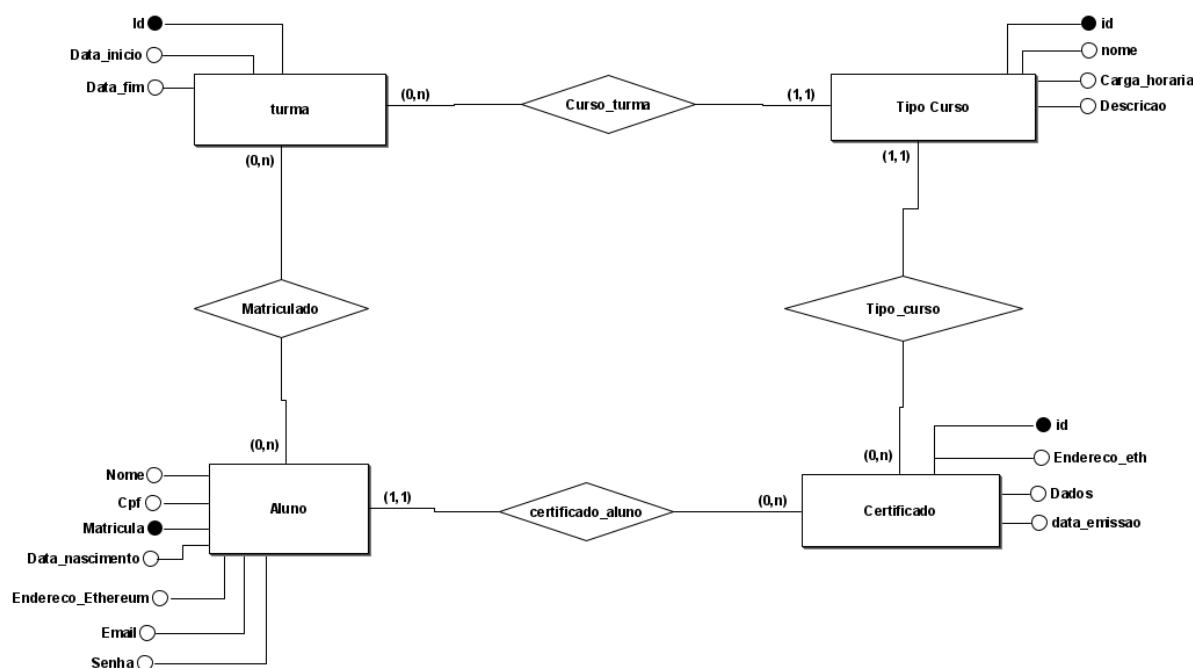 Id
Data_inicio
Data_fim
turma
(0,n)
(0,n)
Curso_turma
(1,1)
Tipo Curso
id
nome
Carga_horaria
Descricao
(1,1)
Matriculado
Tipo_curso
(0,n)
Nome
Cpf
Matricula
Data_nascimento
Endereco_Ethereum
Email
Senha
Aluno
(1,1)
certificado_aluno
(0,n)
(0,n)
Certificado
id
Endereco_eth
Dados
data_emissao